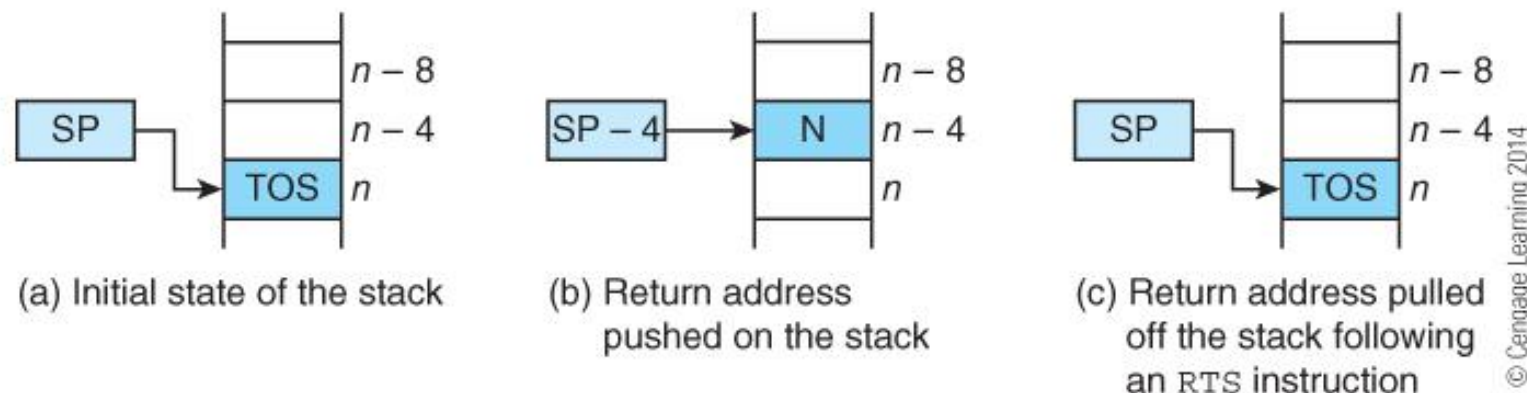 n – 8
SP
n – 4
TOS
n
(a) Initial state of the stack
n – 8
SP – 4
N
n – 4
n
(b) Return address
pushed on the stack
n – 8
SP
n – 4
TOS
n
(c) Return address pulled
off the stack following
an RTS instruction
© Cengage Learning 2014